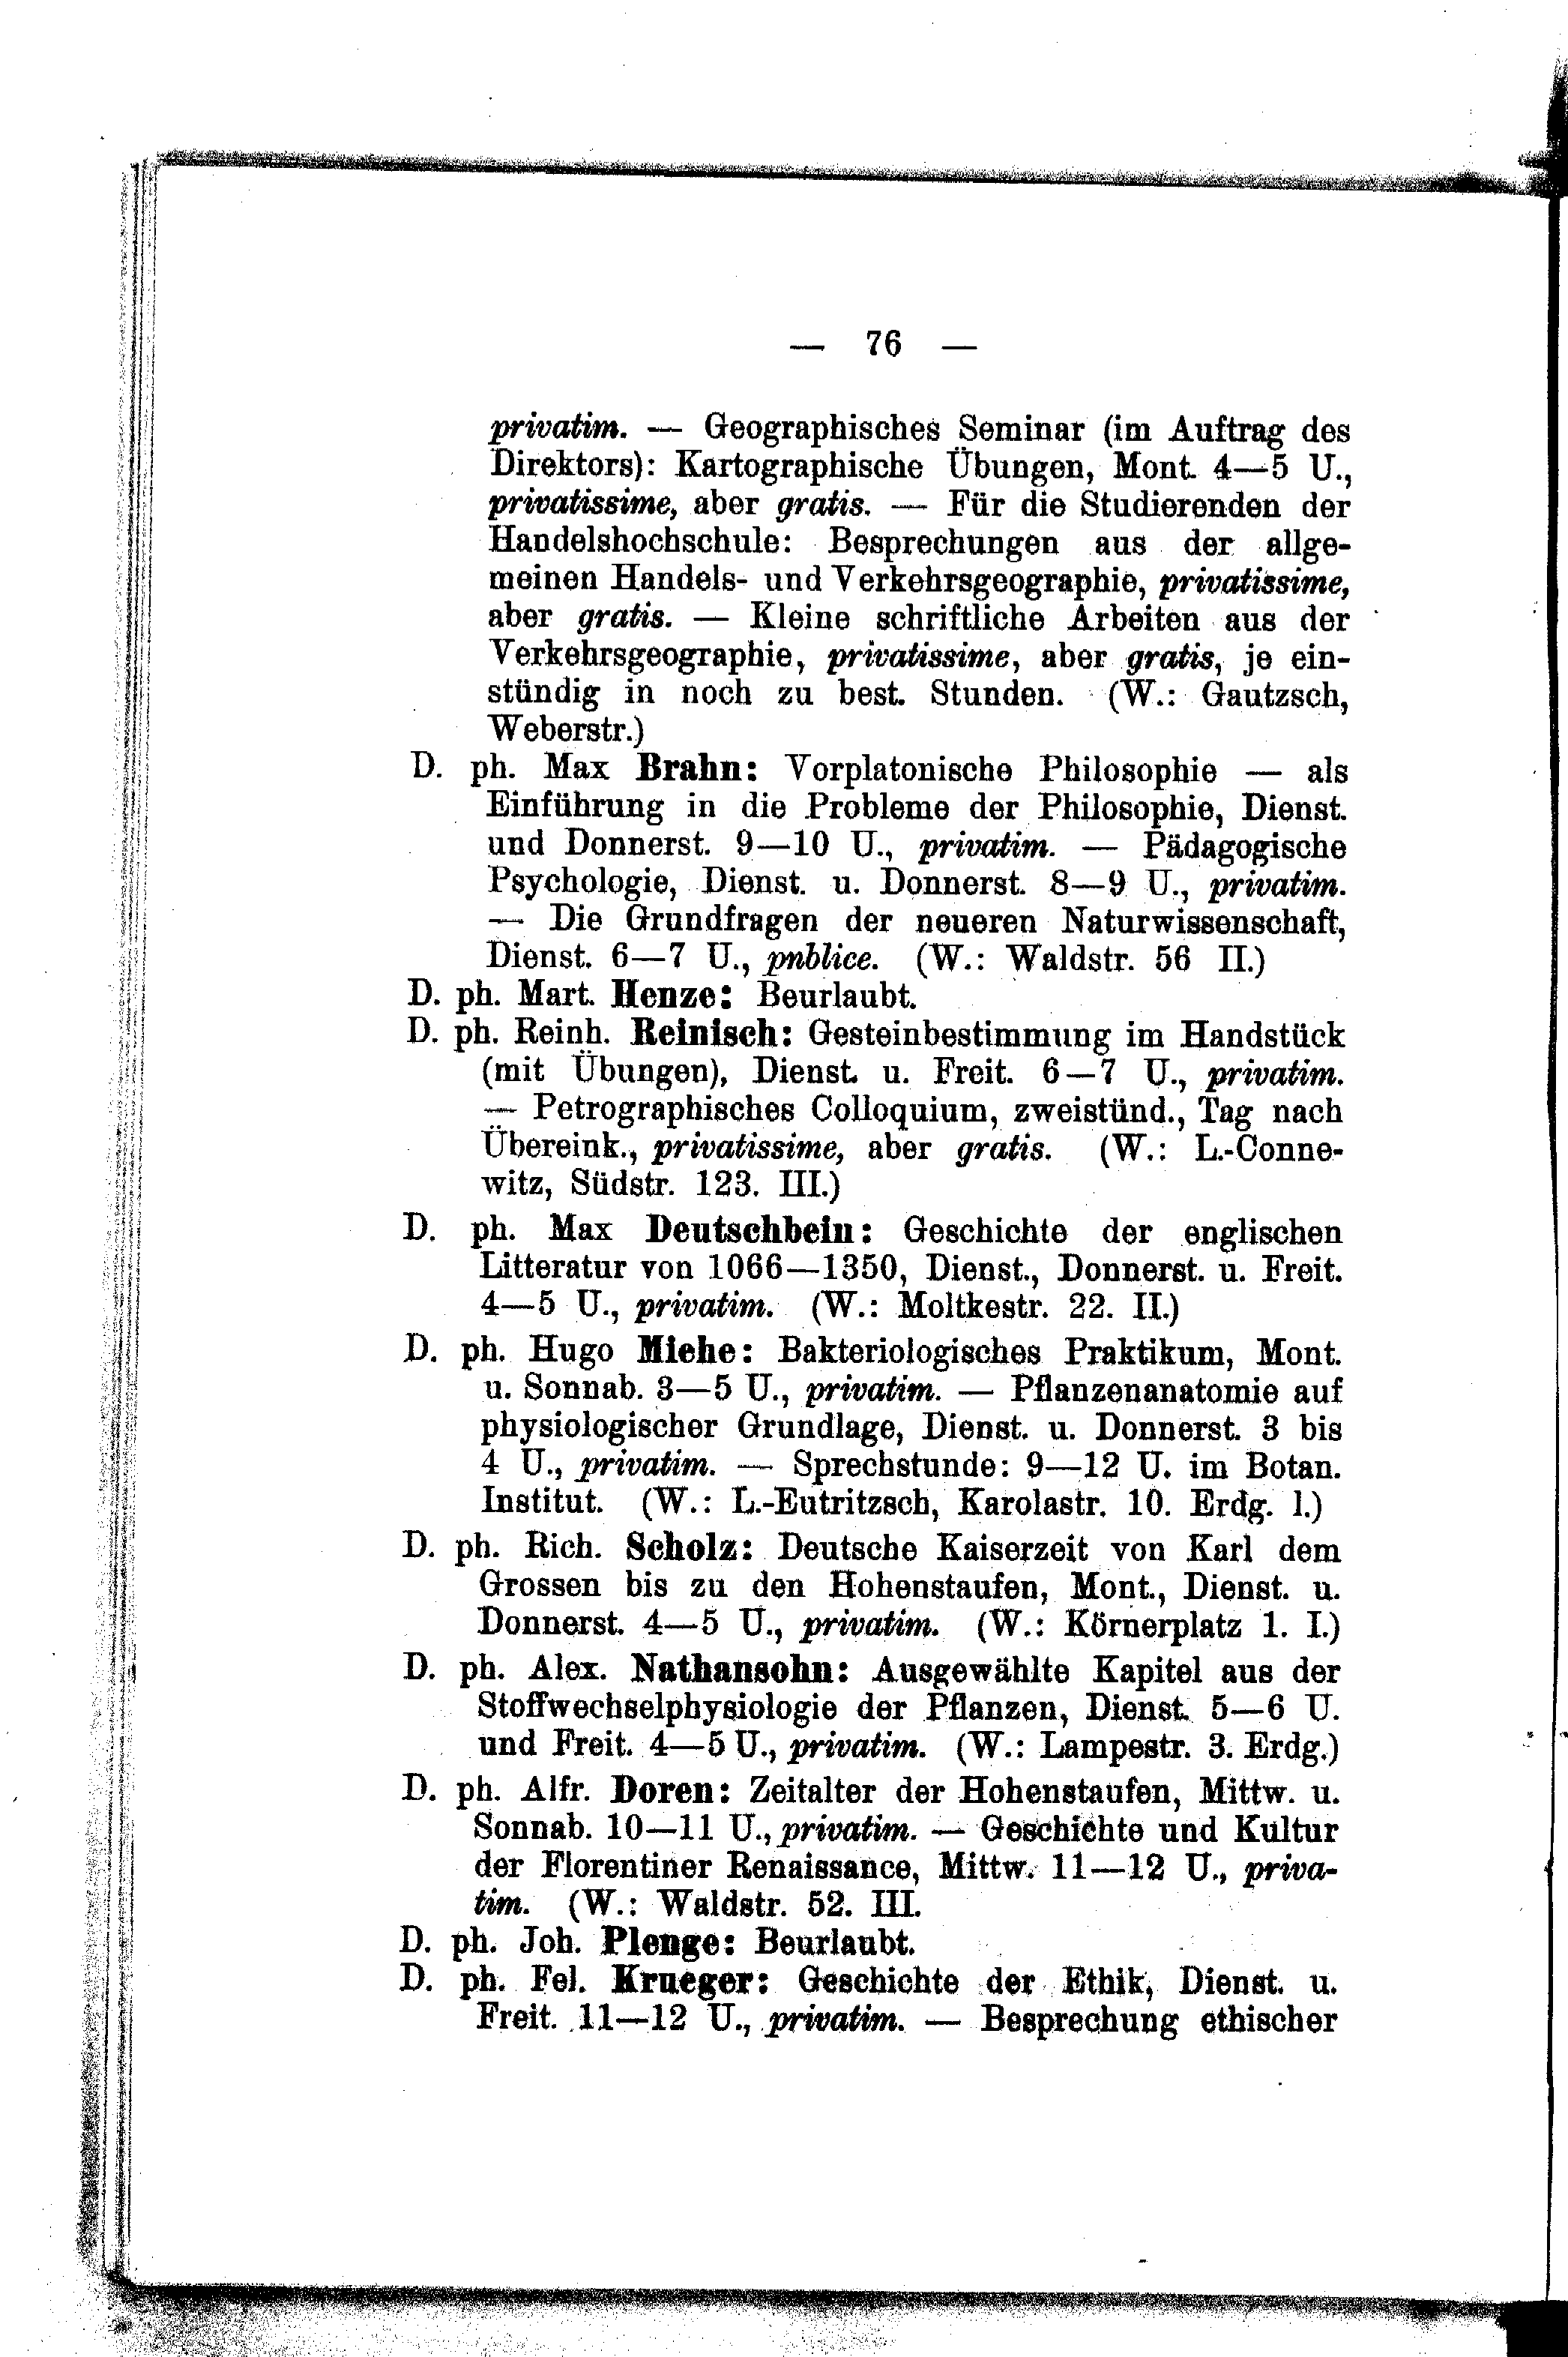 — 76 —
privatim. — Geographisches Seminar (im Auftrag des
Direktors): Kartographische Übungen, Mont. 4—5 U.,
privatissime, aber gratis. — Für die Studierenden der
Handelshochschule: Besprechungen aus der allge-
meinen Handels- und Verkehrsgeographie, privatissime,
aber gratis. — Kleine schriftliche Arbeiten aus der
Verkehrsgeographie, privatissime, aber gratis, je ein-
stündig in noch zu best. Stunden. (W.: Gautzsch,
Weberstr.)
D. ph. Max Brahn: Vorplatonische Philosophie — als
Einführung in die Probleme der Philosophie, Dienst.
und Donnerst. 9—10 U., privatim. — Pädagogische
Psychologie, Dienst. u. Donnerst. 8—9 U., privatim.
— Die Grundfragen der neueren Naturwissenschaft,
Dienst. 6—7 U., pnblice. (W.: Waldstr. 56 II.)
D. ph. Mart. Henze: Beurlaubt.
D. ph. Reinh. Reinisch: Gesteinbestimmung im Handstück
(mit Übungen), Dienst. u. Freit. 6—7 U., privatim.
— Petrographisches Colloquium, zweistünd., Tag nach
Übereink., privatissime, aber gratis. (W.: L.-Conne-
witz, Südstr. 123. III.)
D. ph. Max Deutschbein: Geschichte der englischen
Litteratur von 1066—1350, Dienst., Donnerst. u. Freit.
4—5 U., privatim. (W.: Moltkestr. 22. II.)
D. ph. Hugo Miehe: Bakteriologisches Praktikum, Mont.
u. Sonnab. 3—5 U., privatim. — Pflanzenanatomie auf
physiologischer Grundlage, Dienst. u. Donnerst. 3 bis
4 U., privatim. — Sprechstunde: 9—12 U. im Botan.
Institut. (W.: L.-Eutritzsch, Karolastr. 10. Erdg. l.)
D. ph. Rich. Scholz: Deutsche Kaiserzeit von Karl dem
Grossen bis zu den Hohenstaufen, Mont., Dienst. u.
Donnerst. 4—5 U., privatim. (W.: Körnerplatz 1. I.)
D. ph. Alex. Nathansohn: Ausgewählte Kapitel aus der
Stoffwechselphysiologie der Pflanzen, Dienst. 5—6 U.
und Freit. 4—5 U., privatim. (W.: Lampestr. 3. Erdg.)
D. ph. Alfr. Doren: Zeitalter der Hohenstaufen, Mittw. u.
Sonnab. 10—11 U., privatim. — Geschichte und Kultur
der Florentiner Renaissance, Mittw. 11—12 U., priva-
tim. (W.: Waldstr. 52. III.
D. ph. Joh. Plenge: Beurlaubt.
D. ph. Fel. Krueger: Geschichte der Ethik, Dienst. u.
Freit. 11—12 U., privatim. — Besprechung ethischer